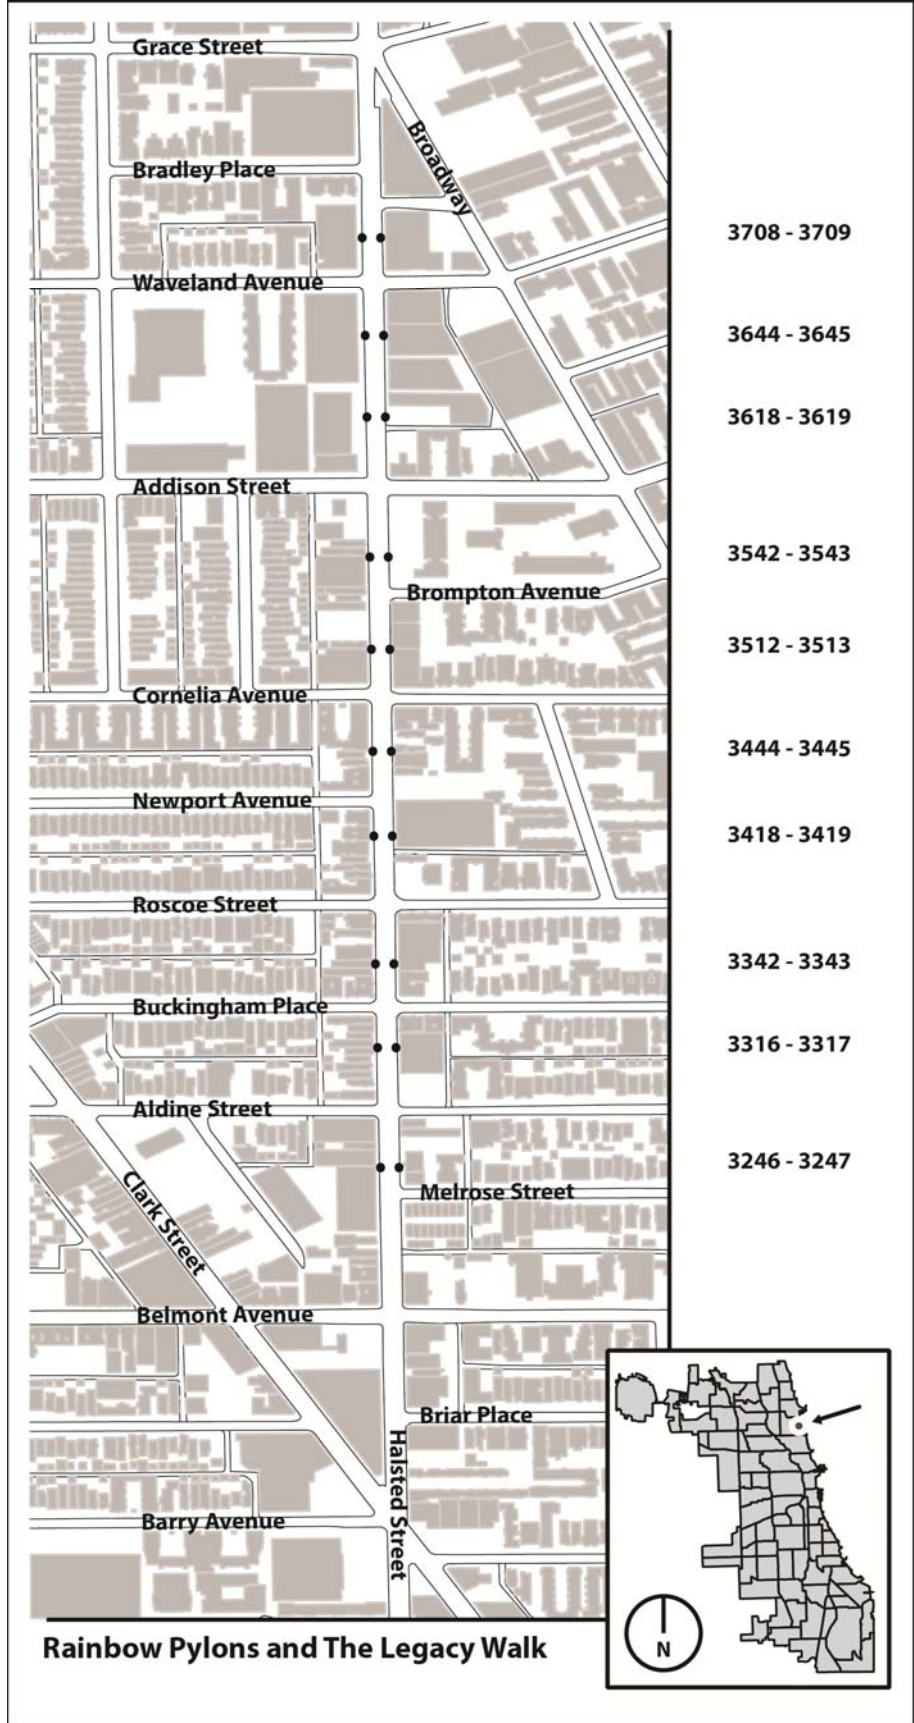 Grace Street
Broadway
Bradley Place
3708 - 3709
Waveland Avenue
3644 - 3645
3618 - 3619
Addison Street
3542 - 3543
Brompton Avenue
3512 - 3513
Cornelia Avenue
3444 - 3445
Newport Avenue
3418 - 3419
Roscoe Street
3342 - 3343
Buckingham Place
3316 - 3317
Aldine Street
3246 - 3247
Clark Street
Melrose Street
Belmont Avenue
Briar Place
Halsted Street
Barry Avenue
N
Rainbow Pylons and The Legacy Walk